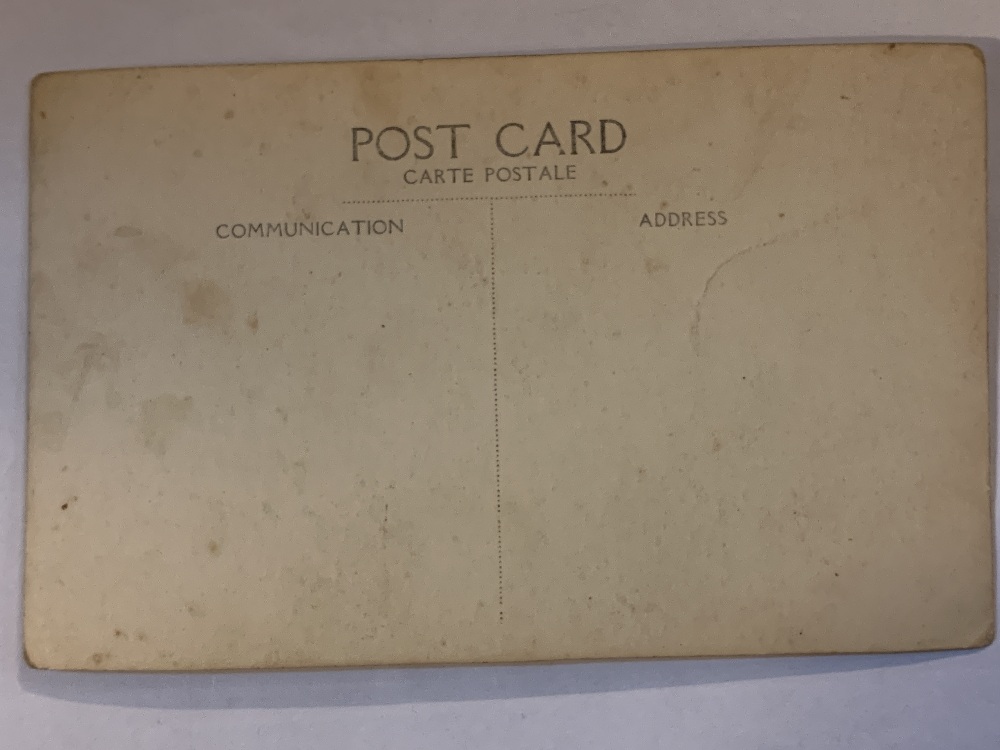 POST CARD
CARTE POSTALE
COMMUNICATION
ADDRESS